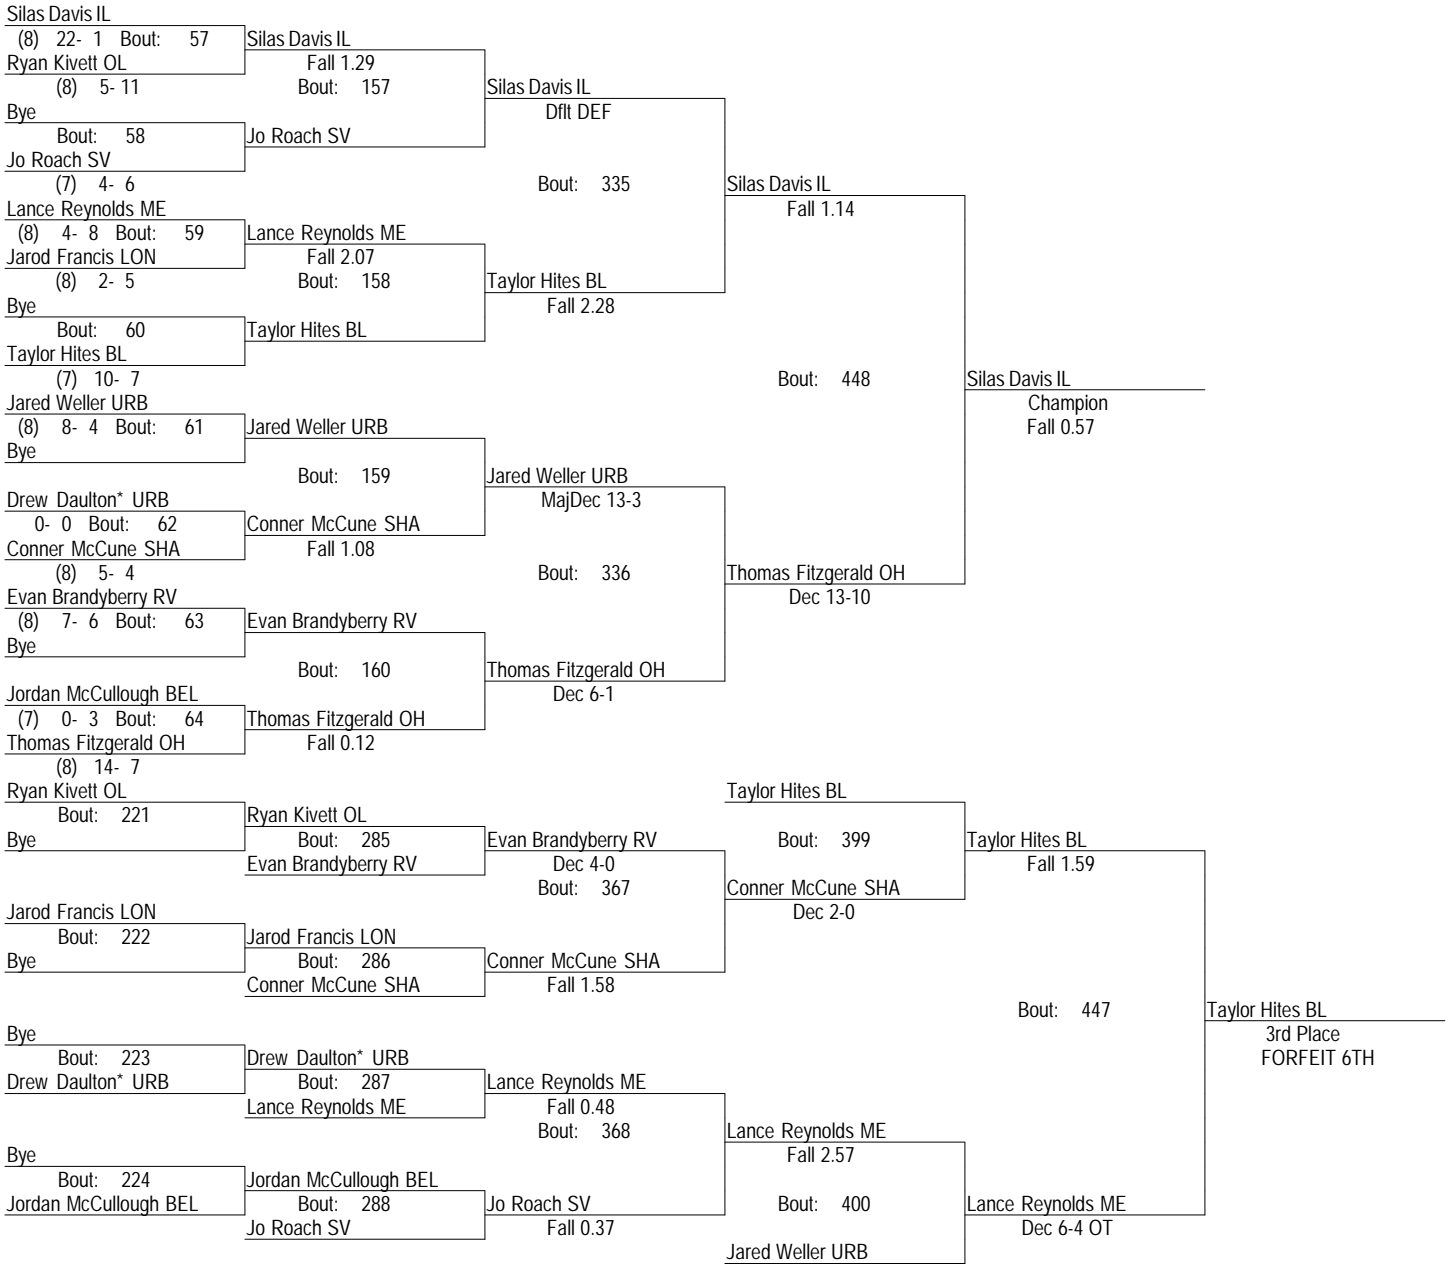 Silas Davis IL
(8) 22- 1 Bout: 57 Silas Davis IL
Ryan Kivett OL Fall 1.29
(8) 5- 11 Bout: 157 Silas Davis IL
Bye Dflt DEF
Bout: 58 Jo Roach SV
Jo Roach SV
(7) 4- 6 Bout: 335 Silas Davis IL
Lance Reynolds ME Fall 1.14
(8) 4- 8 Bout: 59 Lance Reynolds ME
Jarod Francis LON Fall 2.07
(8) 2- 5 Bout: 158 Taylor Hites BL
Bye Fall 2.28
Bout: 60 Taylor Hites BL
Taylor Hites BL
(7) 10- 7 Bout: 448 Silas Davis IL
Jared Weller URB Champion
(8) 8- 4 Bout: 61 Jared Weller URB Fall 0.57
Bye
Bout: 159 Jared Weller URB
Drew Daulton* URB MajDec 13-3
0- 0 Bout: 62 Conner McCune SHA
Conner McCune SHA Fall 1.08
(8) 5- 4 Bout: 336 Thomas Fitzgerald OH
Evan Brandyberry RV Dec 13-10
(8) 7- 6 Bout: 63 Evan Brandyberry RV
Bye
Bout: 160 Thomas Fitzgerald OH
Jordan McCullough BEL Dec 6-1
(7) 0- 3 Bout: 64 Thomas Fitzgerald OH
Thomas Fitzgerald OH Fall 0.12
(8) 14- 7
Ryan Kivett OL Taylor Hites BL
Bout: 221 Ryan Kivett OL
Bye Bout: 285 Evan Brandyberry RV Bout: 399 Taylor Hites BL
Evan Brandyberry RV Dec 4-0 Fall 1.59
Bout: 367 Conner McCune SHA
Jarod Francis LON Dec 2-0
Bout: 222 Jarod Francis LON
Bye Bout: 286 Conner McCune SHA
Conner McCune SHA Fall 1.58
Bout: 447 Taylor Hites BL
Bye 3rd Place
Bout: 223 Drew Daulton* URB FORFEIT 6TH
Drew Daulton* URB Bout: 287 Lance Reynolds ME
Lance Reynolds ME Fall 0.48
Bout: 368 Lance Reynolds ME
Bye Fall 2.57
Bout: 224 Jordan McCullough BEL
Jordan McCullough BEL Bout: 288 Jo Roach SV Bout: 400 Lance Reynolds ME
Jo Roach SV Fall 0.37 Dec 6-4 OT
Jared Weller URB